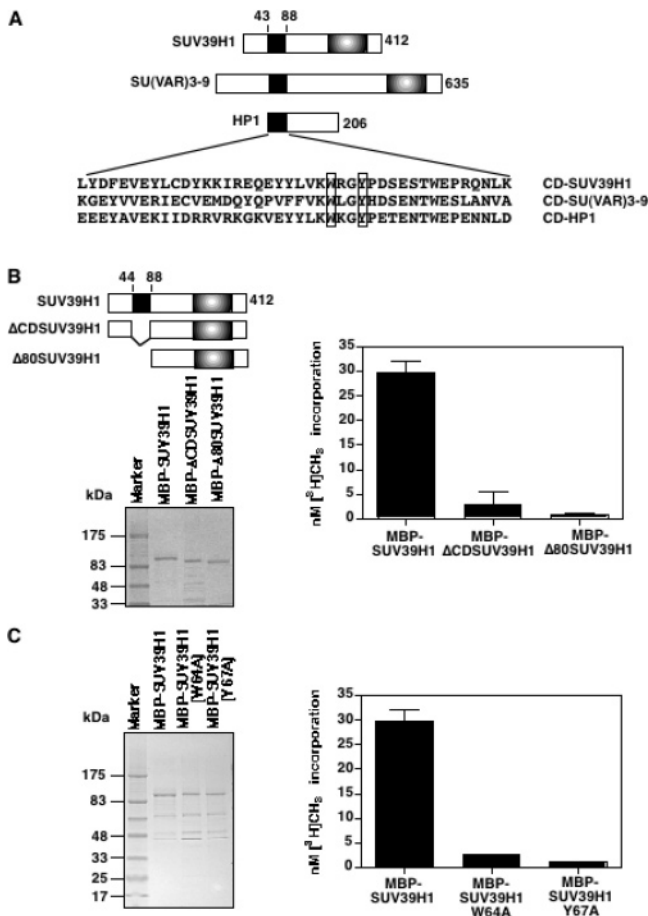 A
43 88
SUV39H1 412
SU(VAR)3-9 635
HP1 206
LYDFEVEYLCDYKKIREQEYYLVKWRGYPDSESTWEPRQNLK CD-SUV39H1
KGEYVVERIECVEMDQYQPVFFVKWLGYHDSENTWESLANVA CD-SU(VAR)3-9
EEEYAVEKIIDRRVRKGKVEYYLKWKGYPETENTWEPENNLD CD-HP1
B
44 88
SUV39H1 412
ΔCDSUV39H1
Δ80SUV39H1
kDa
Marker
MBP-SUV39H1
MBP-ΔCDSUV39H1
MBP-Δ80SUV39H1
175
83
48
33
nM [³H]CH₃ incorporation
35
30
25
20
15
10
5
0
MBP-
SUV39H1
MBP-
ΔCDSUV39H1
MBP-
Δ80SUV39H1
C
kDa
Marker
MBP-SUV39H1
MBP-SUV39H1
[W64A]
MBP-SUV39H1
[Y67A]
175
83
48
33
25
17
nM [³H]CH₃ incorporation
35
30
25
20
15
10
5
0
MBP-
SUV39H1
MBP-
SUV39H1
W64A
MBP-
SUV39H1
Y67A